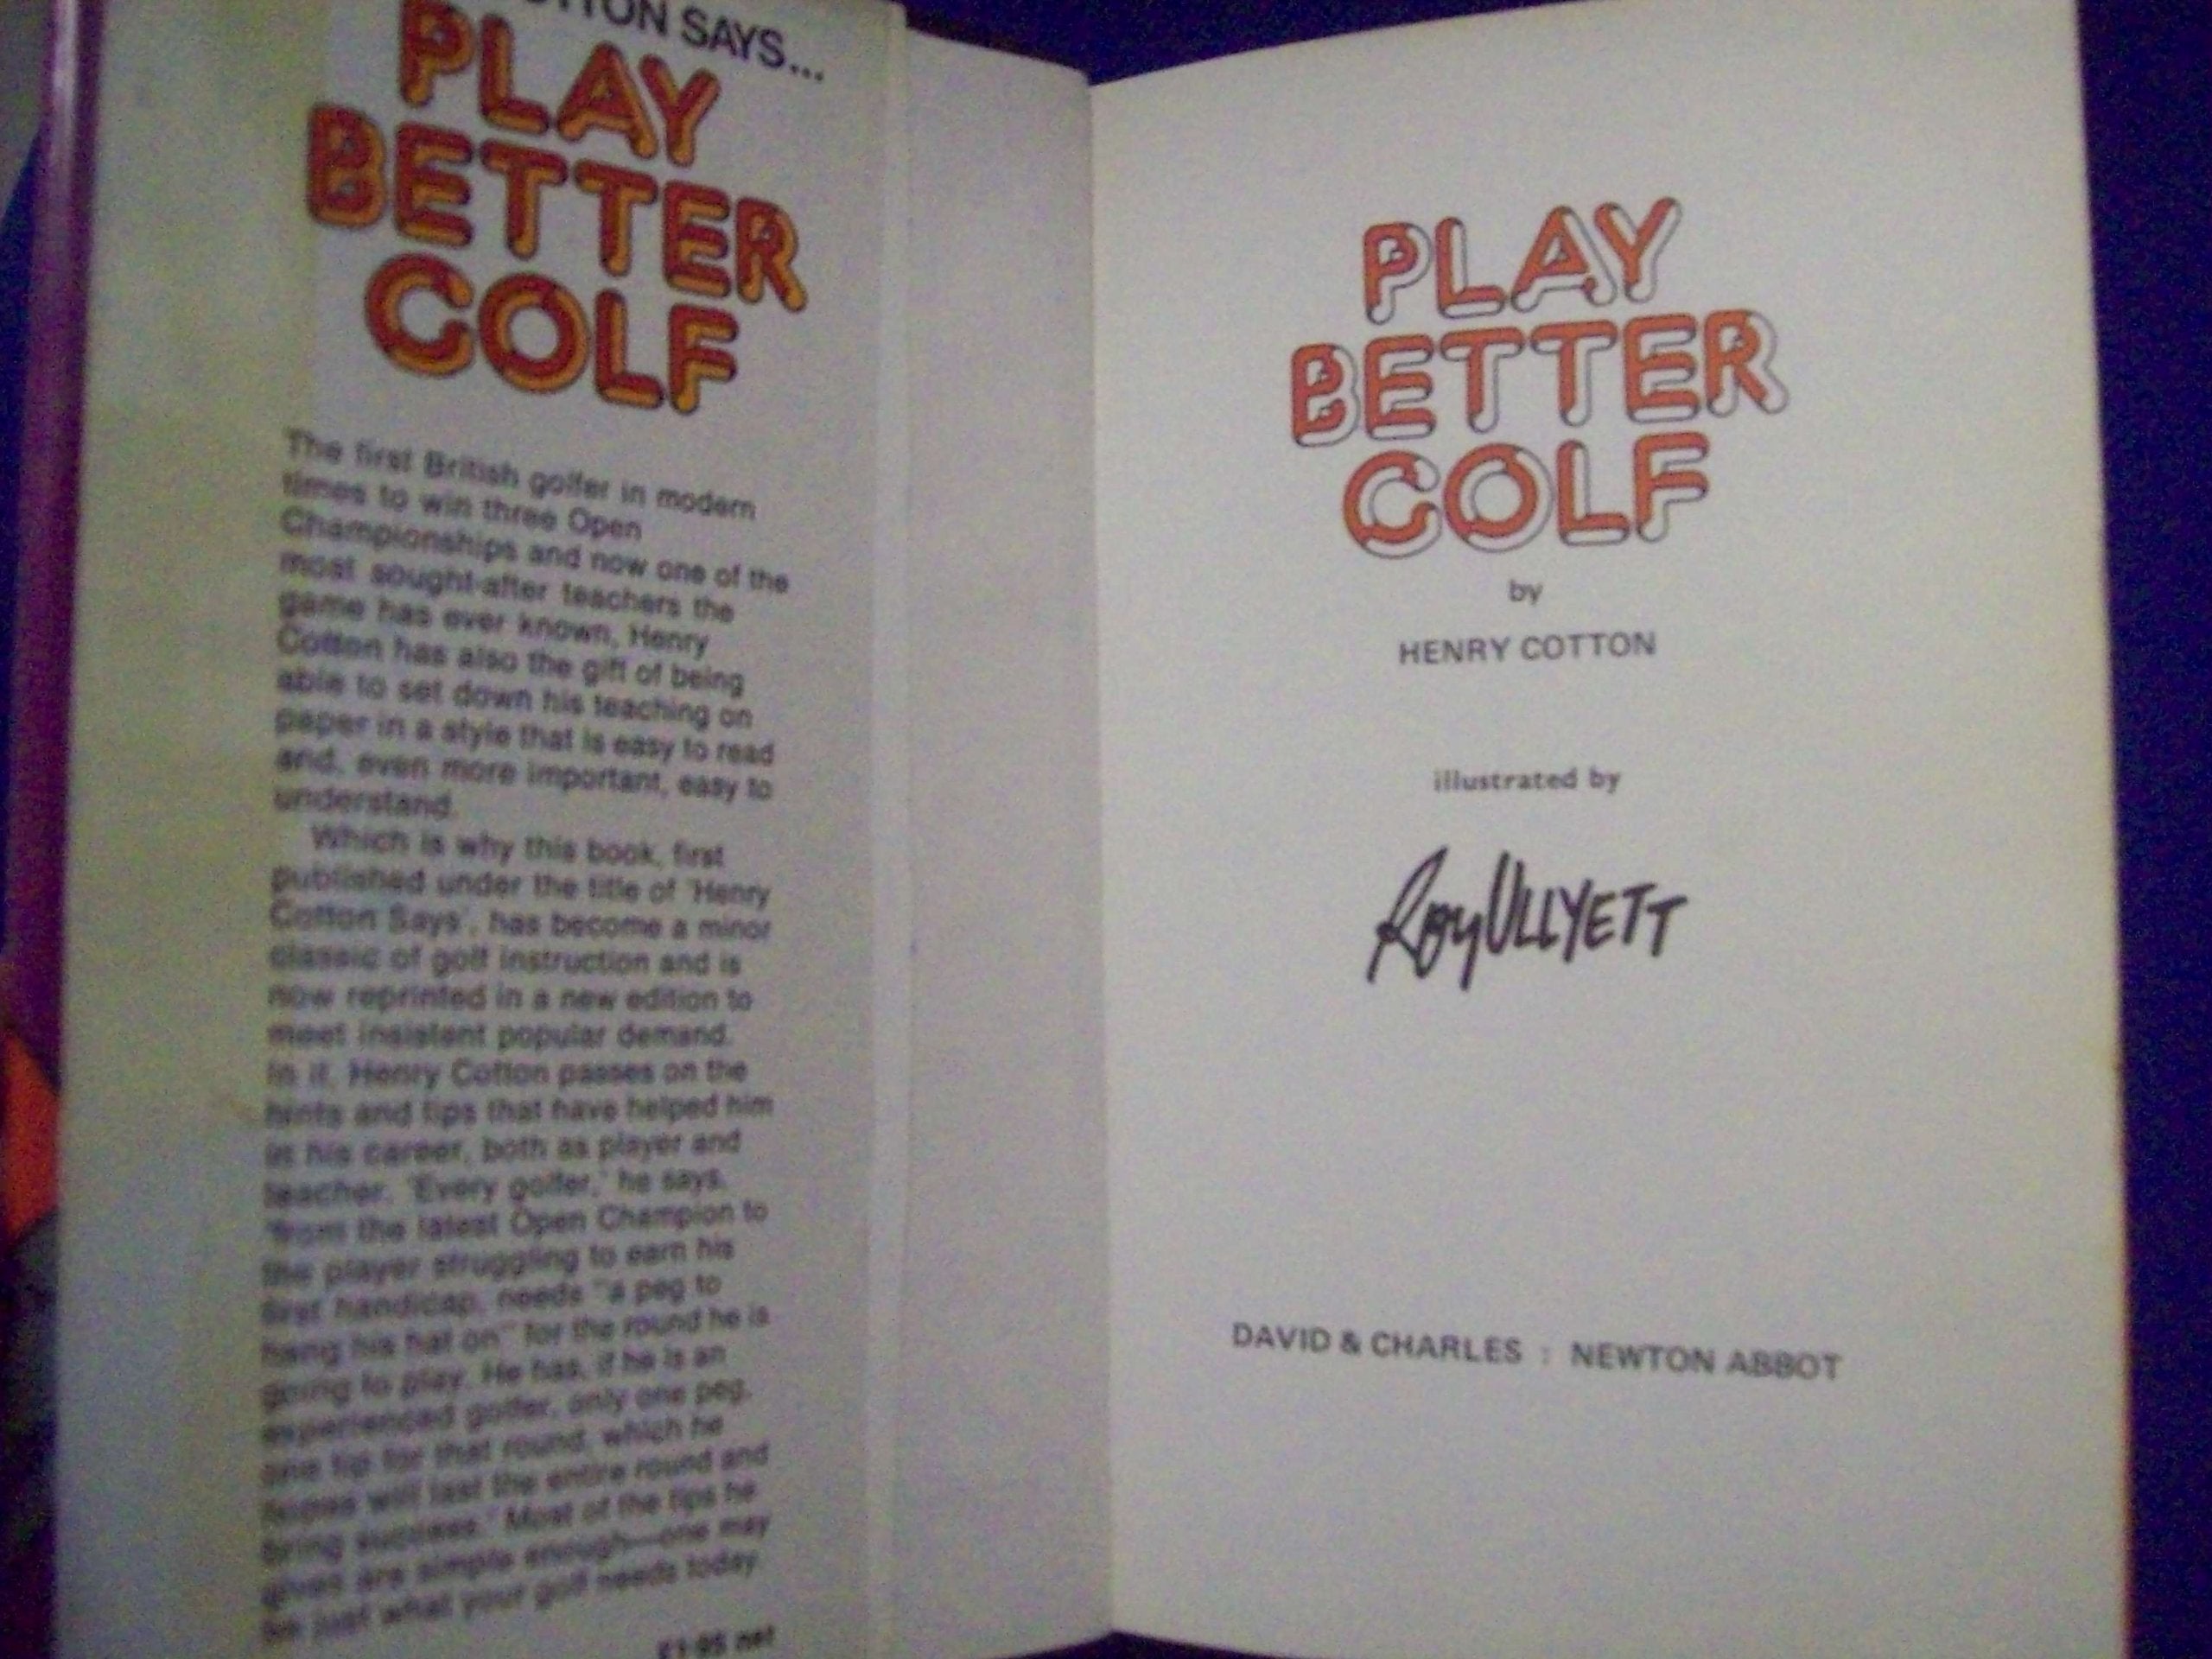 COTTON SAYS...
PLAY
BETTER
GOLF
The first British golfer in modern
times to win three Open
Championships and now one of the
most sought-after teachers the
game has ever known, Henry
Cotton has also the gift of being
able to set down his teaching on
paper in a style that is easy to read
and, even more important, easy to
understand.
Which is why this book, first
published under the title of 'Henry
Cotton Says', has become a minor
classic of golf instruction and is
now reprinted in a new edition to
meet insistent popular demand.
In it, Henry Cotton passes on the
hints and tips that have helped him
in his career, both as player and
teacher. 'Every golfer,' he says,
'from the latest Open Champion to
the player struggling to earn his
first handicap, needs "a peg to
hang his hat on" for the round he is
going to play. He has, if he is an
experienced golfer, only one peg,
one tip for that round, which he
hopes will last the entire round and
bring success.' Most of the tips he
gives are simple enough—one may
be just what your golf needs today.
£1·95 net
PLAY
BETTER
GOLF
by
HENRY COTTON
illustrated by
Roy ULLYETT
DAVID & CHARLES : NEWTON ABBOT